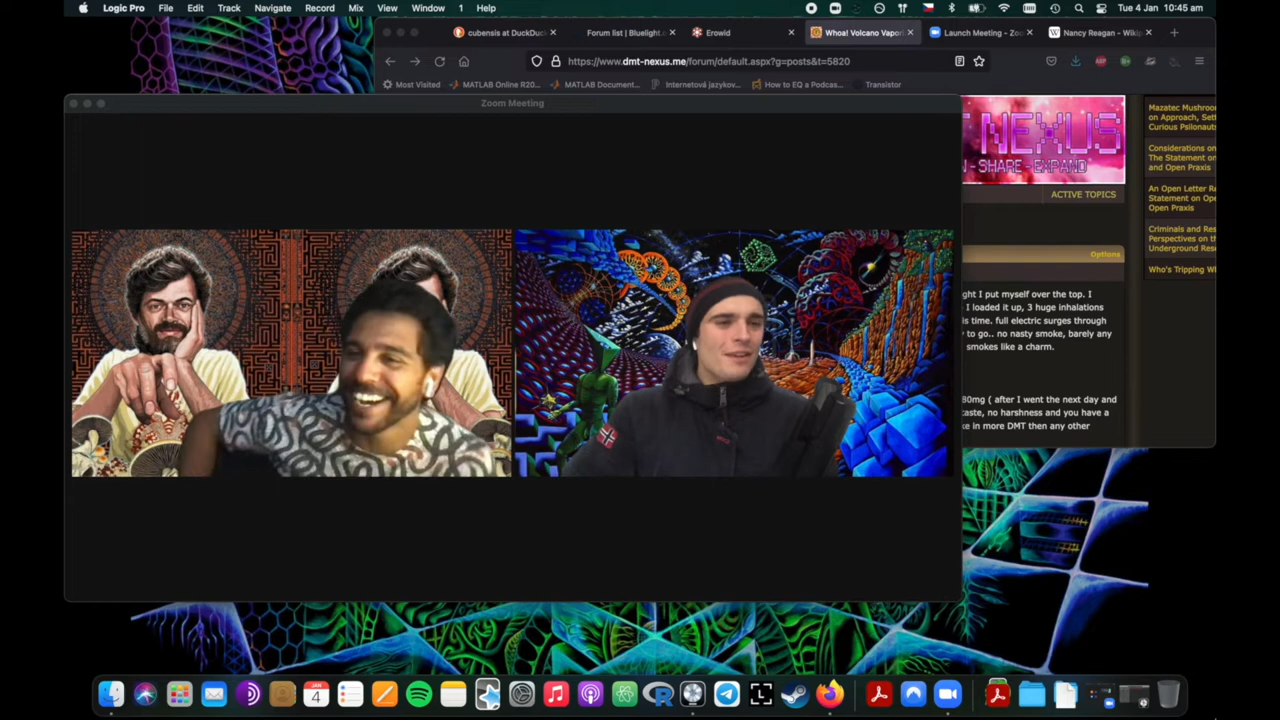 Logic Pro File Edit Track Navigate Record Mix View Window 1 Help Tue 4 Jan 10:45 am
cubensis at DuckDuc Forum list | Bluelight. Erowid Whoa! Volcano Vapori Launch Meeting - Zoo Nancy Reagan - Wikip
https://www.dmt-nexus.me/forum/default.aspx?g=posts&t=5820
Most Visited MATLAB Online R20... MATLAB Document... Internetová jazykov... How to EQ a Podcas... Transistor
Zoom Meeting
NEXUS
- SHARE - EXPAND
ACTIVE TOPICS
Options
ght I put myself over the top. I
I loaded it up, 3 huge inhalations
is time. full electric surges through
to go.. no nasty smoke, barely any
smokes like a charm.
80mg ( after I went the next day and
taste, no harshness and you have a
ke in more DMT then any other
Mazatec Mushroom
on Approach, Set
Curious Psilonauts
Considerations on
The Statement on
and Open Praxis
An Open Letter Re
Statement on Ope
Open Praxis
Criminals and Res
Perspectives on th
Underground Rese
Who's Tripping W
JAN
4